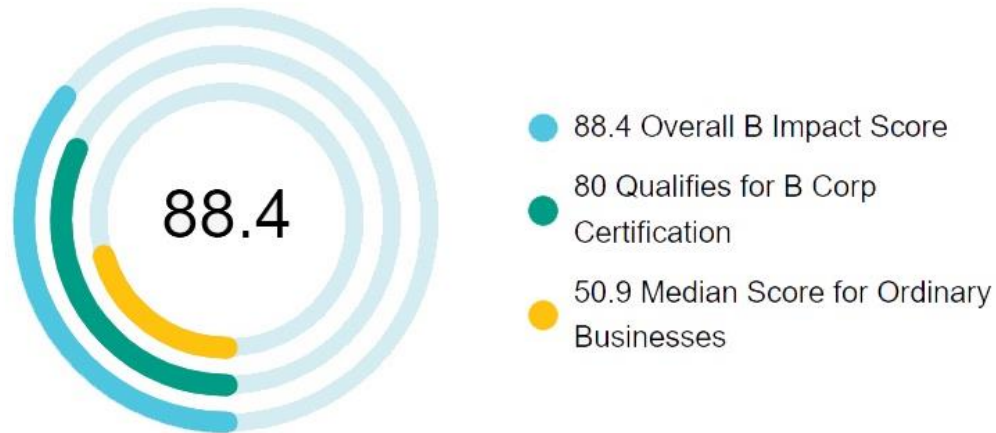 88.4
88.4 Overall B Impact Score
80 Qualifies for B Corp
Certification
50.9 Median Score for Ordinary
Businesses